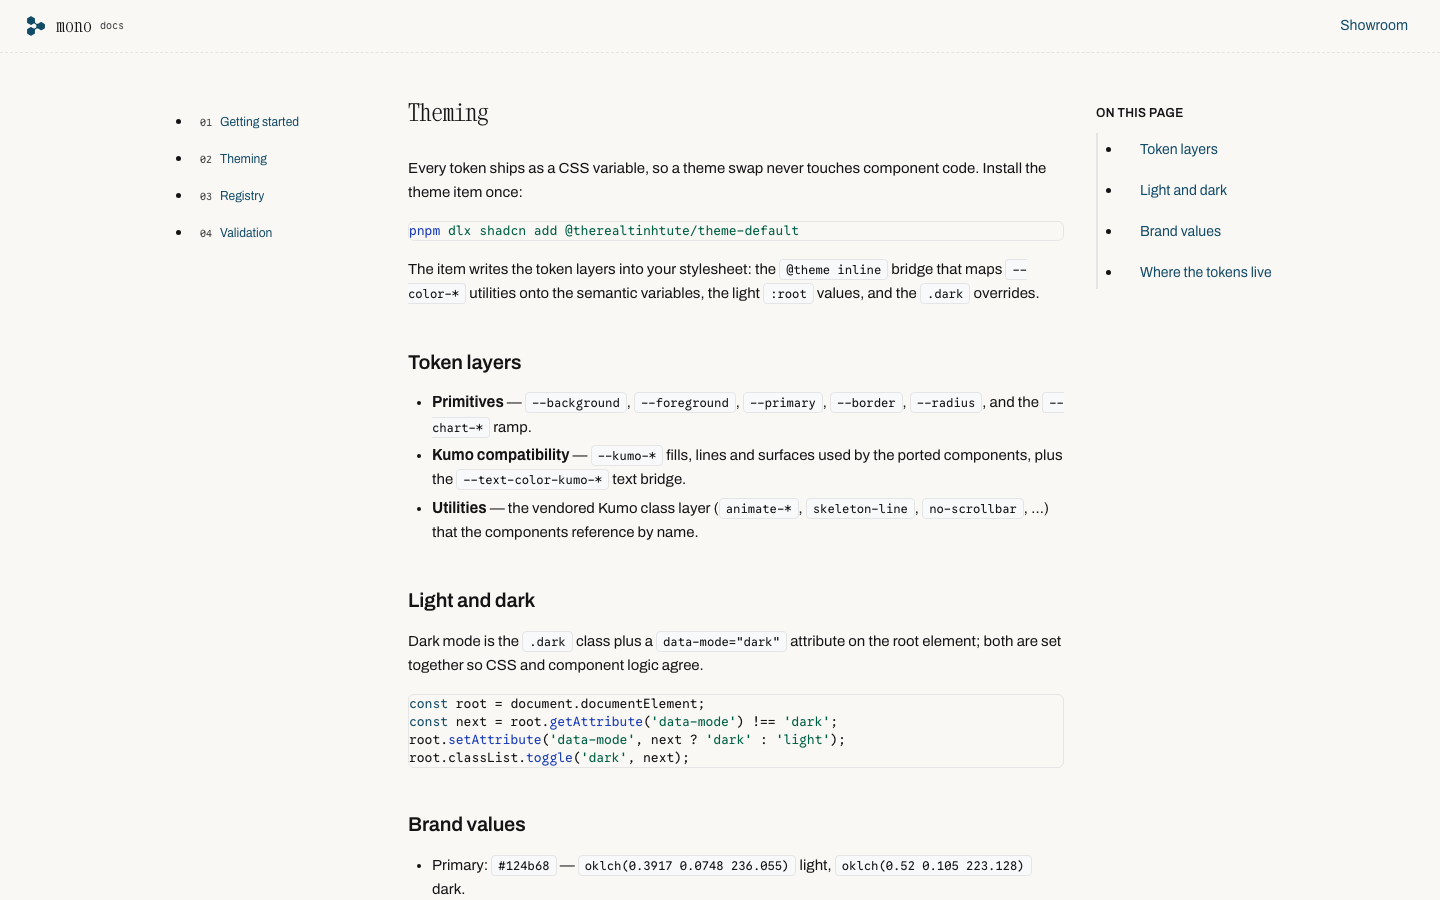 mono docs
Showroom
01 Getting started
02 Theming
03 Registry
04 Validation
Theming
Every token ships as a CSS variable, so a theme swap never touches component code. Install the
theme item once:
pnpm dlx shadcn add @therealtinhtute/theme-default
The item writes the token layers into your stylesheet: the @theme inline bridge that maps --
color-* utilities onto the semantic variables, the light :root values, and the .dark overrides.
Token layers
Primitives — --background, --foreground, --primary, --border, --radius, and the --
chart-* ramp.
Kumo compatibility — --kumo-* fills, lines and surfaces used by the ported components, plus
the --text-color-kumo-* text bridge.
Utilities — the vendored Kumo class layer (animate-*, skeleton-line, no-scrollbar, ...)
that the components reference by name.
Light and dark
Dark mode is the .dark class plus a data-mode="dark" attribute on the root element; both are set
together so CSS and component logic agree.
const root = document.documentElement;
const next = root.getAttribute('data-mode') !== 'dark';
root.setAttribute('data-mode', next ? 'dark' : 'light');
root.classList.toggle('dark', next);
Brand values
Primary: #124b68 — oklch(0.3917 0.0748 236.055) light, oklch(0.52 0.105 223.128)
dark.
ON THIS PAGE
Token layers
Light and dark
Brand values
Where the tokens live